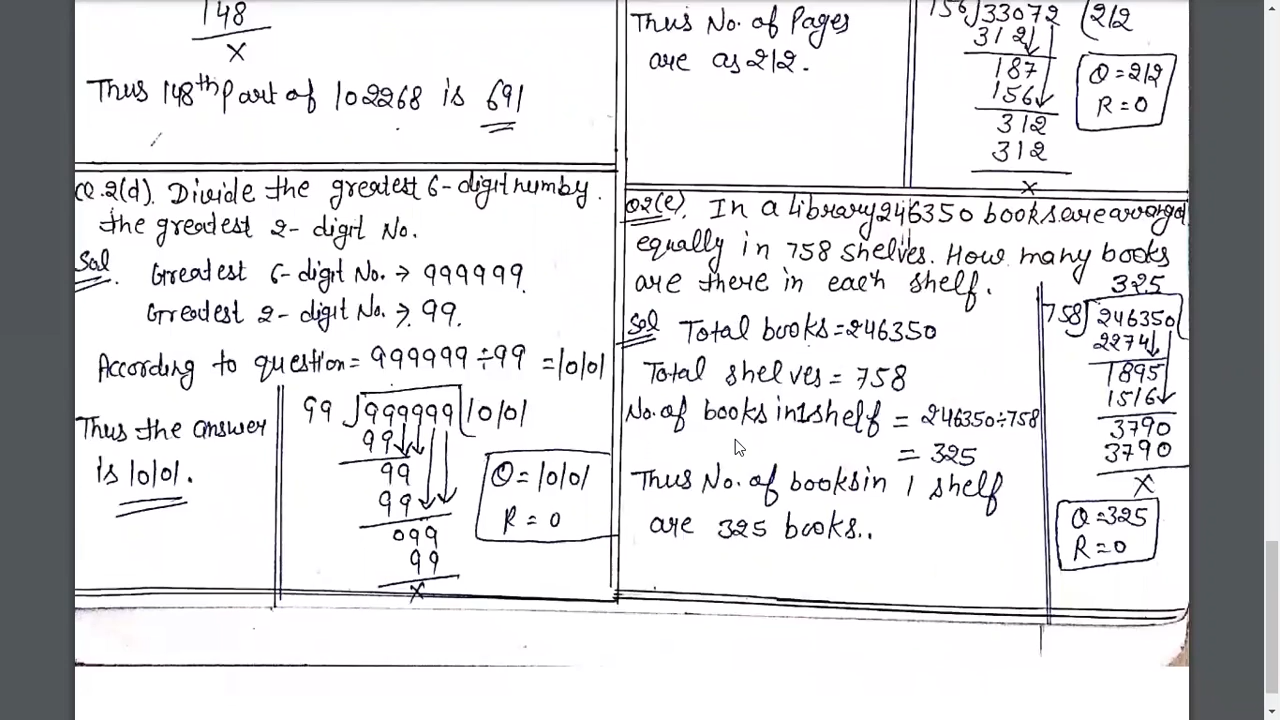 148
x
Thus 148th Part of 102268 is 691
Thus No. of Pages
are as 212.
156)33072(212
312
187
156
312
312
x
Q=212
R=0
Q.2(d). Divide the greatest 6-digit num by
the greatest 2-digit No.
Sol. Greatest 6-digit No. → 999999.
Greatest 2-digit No. → 99.
According to question = 999999 ÷ 99 = 10101
Thus the answer
is 10101.
99)999999(10101
99
99
99
099
99
x
Q=10101
R=0
Q2(e). In a library 246350 books are arranged
equally in 758 shelves. How many books
are there in each shelf.
Sol Total books = 246350
Total shelves = 758
No. of books in 1 shelf = 246350÷758
= 325
Thus No. of books in 1 shelf
are 325 books..
325
758)246350(
2274
1895
1516
3790
3790
x
Q=325
R=0